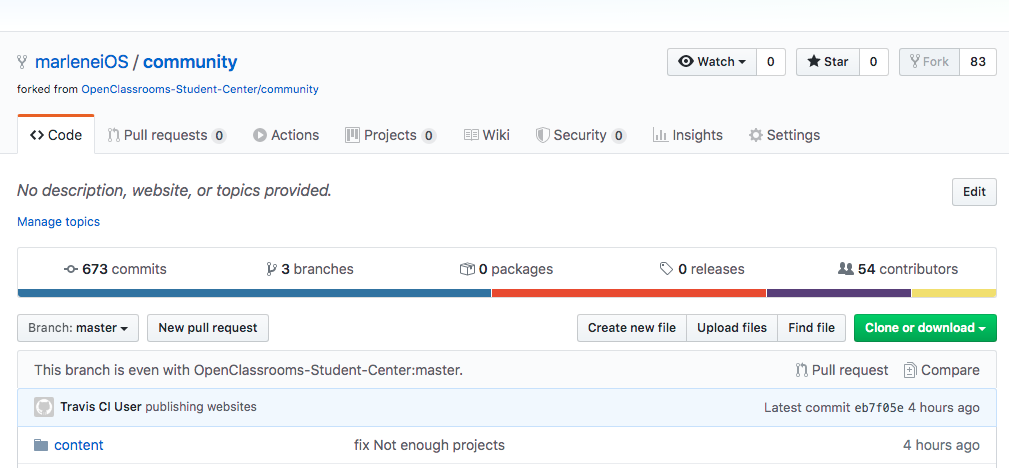 marleneiOS / community Watch 0 Star 0 Fork 83
forked from OpenClassrooms-Student-Center/community
<> Code Pull requests 0 Actions Projects 0 Wiki Security 0 Insights Settings
No description, website, or topics provided. Edit
Manage topics
673 commits 3 branches 0 packages 0 releases 54 contributors
Branch: master New pull request Create new file Upload files Find file Clone or download
This branch is even with OpenClassrooms-Student-Center:master. Pull request Compare
Travis CI User publishing websites Latest commit eb7f05e 4 hours ago
content fix Not enough projects 4 hours ago